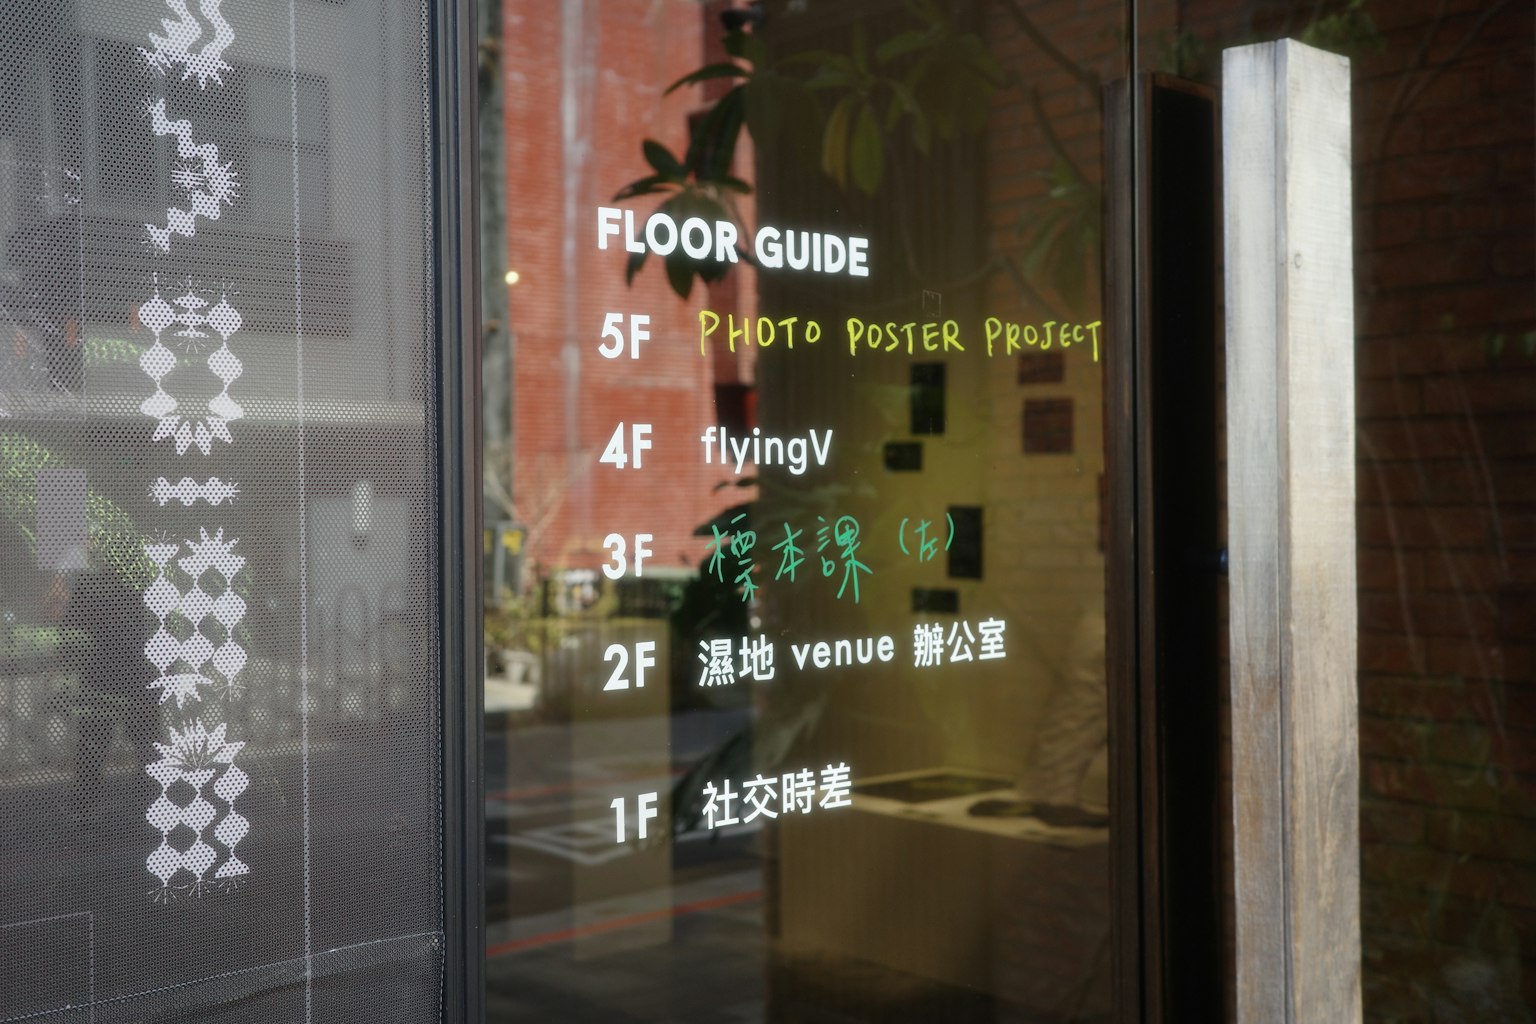 FLOOR GUIDE
5F PHOTO POSTER PROJECT
4F flyingV
3F 標本課（左）
2F 濕地 venue 辦公室
1F 社交時差